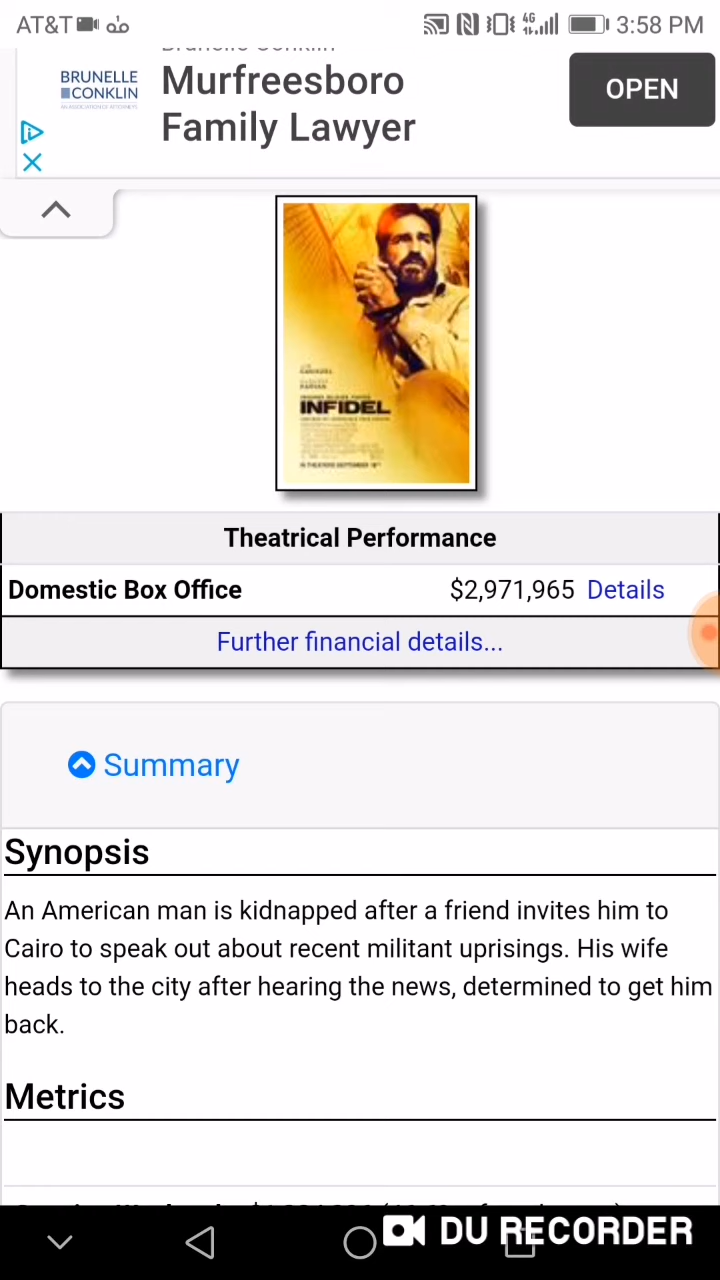 AT&T 4G 3:58 PM
BRUNELLE
CONKLIN
Murfreesboro
Family Lawyer
OPEN
INFIDEL
Theatrical Performance
Domestic Box Office $2,971,965 Details
Further financial details...
Summary
Synopsis
An American man is kidnapped after a friend invites him to
Cairo to speak out about recent militant uprisings. His wife
heads to the city after hearing the news, determined to get him
back.
Metrics
DU RECORDER